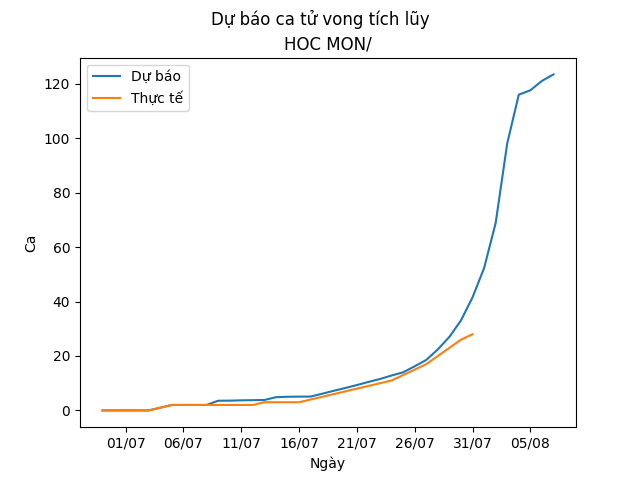 Dự báo ca tử vong tích lũy
HOC MON/
Dự báo
Thực tế
120
100
80
60
40
20
0
Ca
01/07 06/07 11/07 16/07 21/07 26/07 31/07 05/08
Ngày